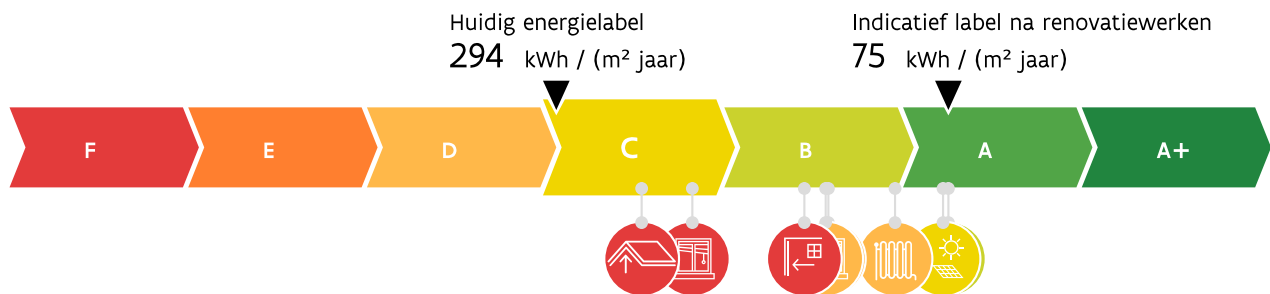 Huidig energielabel
294 kWh / (m² jaar)
Indicatief label na renovatiewerken
75 kWh / (m² jaar)
F E D C B A A+